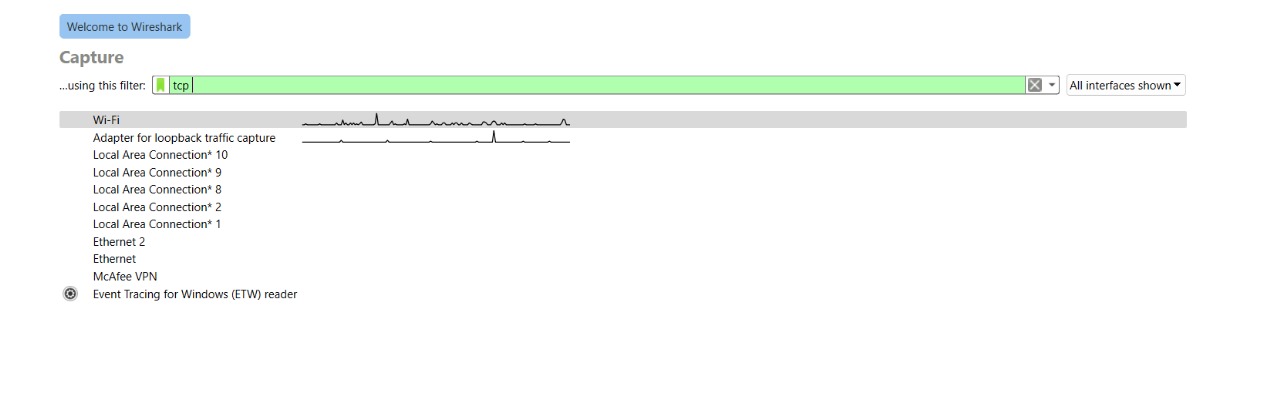 Welcome to Wireshark
Capture
...using this filter: tcp All interfaces shown
Wi-Fi
Adapter for loopback traffic capture
Local Area Connection* 10
Local Area Connection* 9
Local Area Connection* 8
Local Area Connection* 2
Local Area Connection* 1
Ethernet 2
Ethernet
McAfee VPN
Event Tracing for Windows (ETW) reader